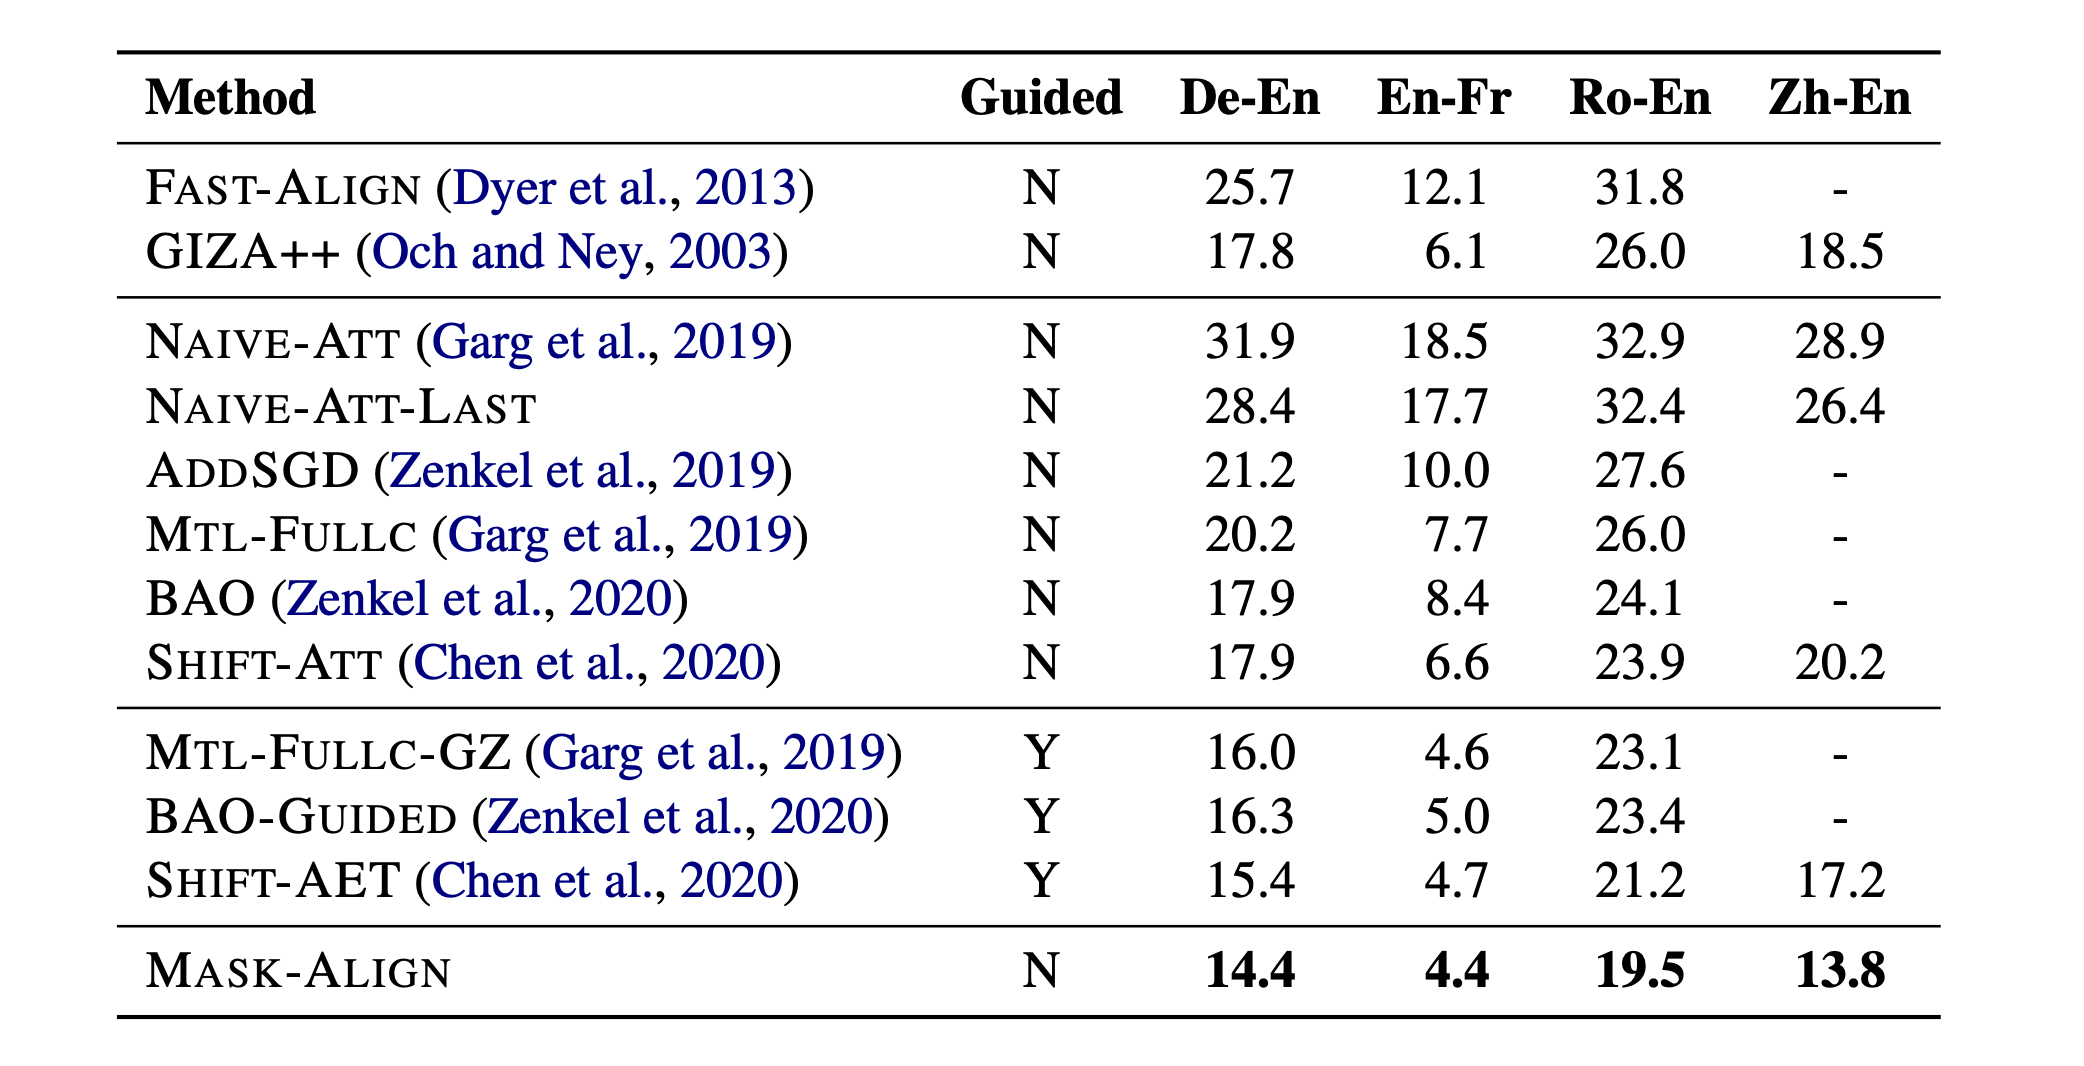 Method Guided De-En En-Fr Ro-En Zh-En
FAST-ALIGN (Dyer et al., 2013) N 25.7 12.1 31.8 -
GIZA++ (Och and Ney, 2003) N 17.8 6.1 26.0 18.5
NAIVE-ATT (Garg et al., 2019) N 31.9 18.5 32.9 28.9
NAIVE-ATT-LAST N 28.4 17.7 32.4 26.4
ADDSGD (Zenkel et al., 2019) N 21.2 10.0 27.6 -
MTL-FULLC (Garg et al., 2019) N 20.2 7.7 26.0 -
BAO (Zenkel et al., 2020) N 17.9 8.4 24.1 -
SHIFT-ATT (Chen et al., 2020) N 17.9 6.6 23.9 20.2
MTL-FULLC-GZ (Garg et al., 2019) Y 16.0 4.6 23.1 -
BAO-GUIDED (Zenkel et al., 2020) Y 16.3 5.0 23.4 -
SHIFT-AET (Chen et al., 2020) Y 15.4 4.7 21.2 17.2
MASK-ALIGN N 14.4 4.4 19.5 13.8